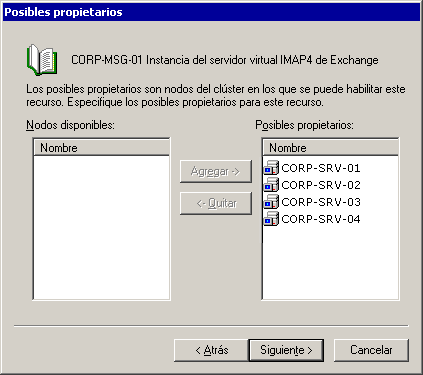 Posibles propietarios
CORP-MSG-01 Instancia del servidor virtual IMAP4 de Exchange
Los posibles propietarios son nodos del clúster en los que se puede habilitar este
recurso. Especifique los posibles propietarios para este recurso.
Nodos disponibles:
Posibles propietarios:
Nombre
Nombre
Agregar ->
<- Quitar
CORP-SRV-01
CORP-SRV-02
CORP-SRV-03
CORP-SRV-04
< Atrás
Siguiente >
Cancelar